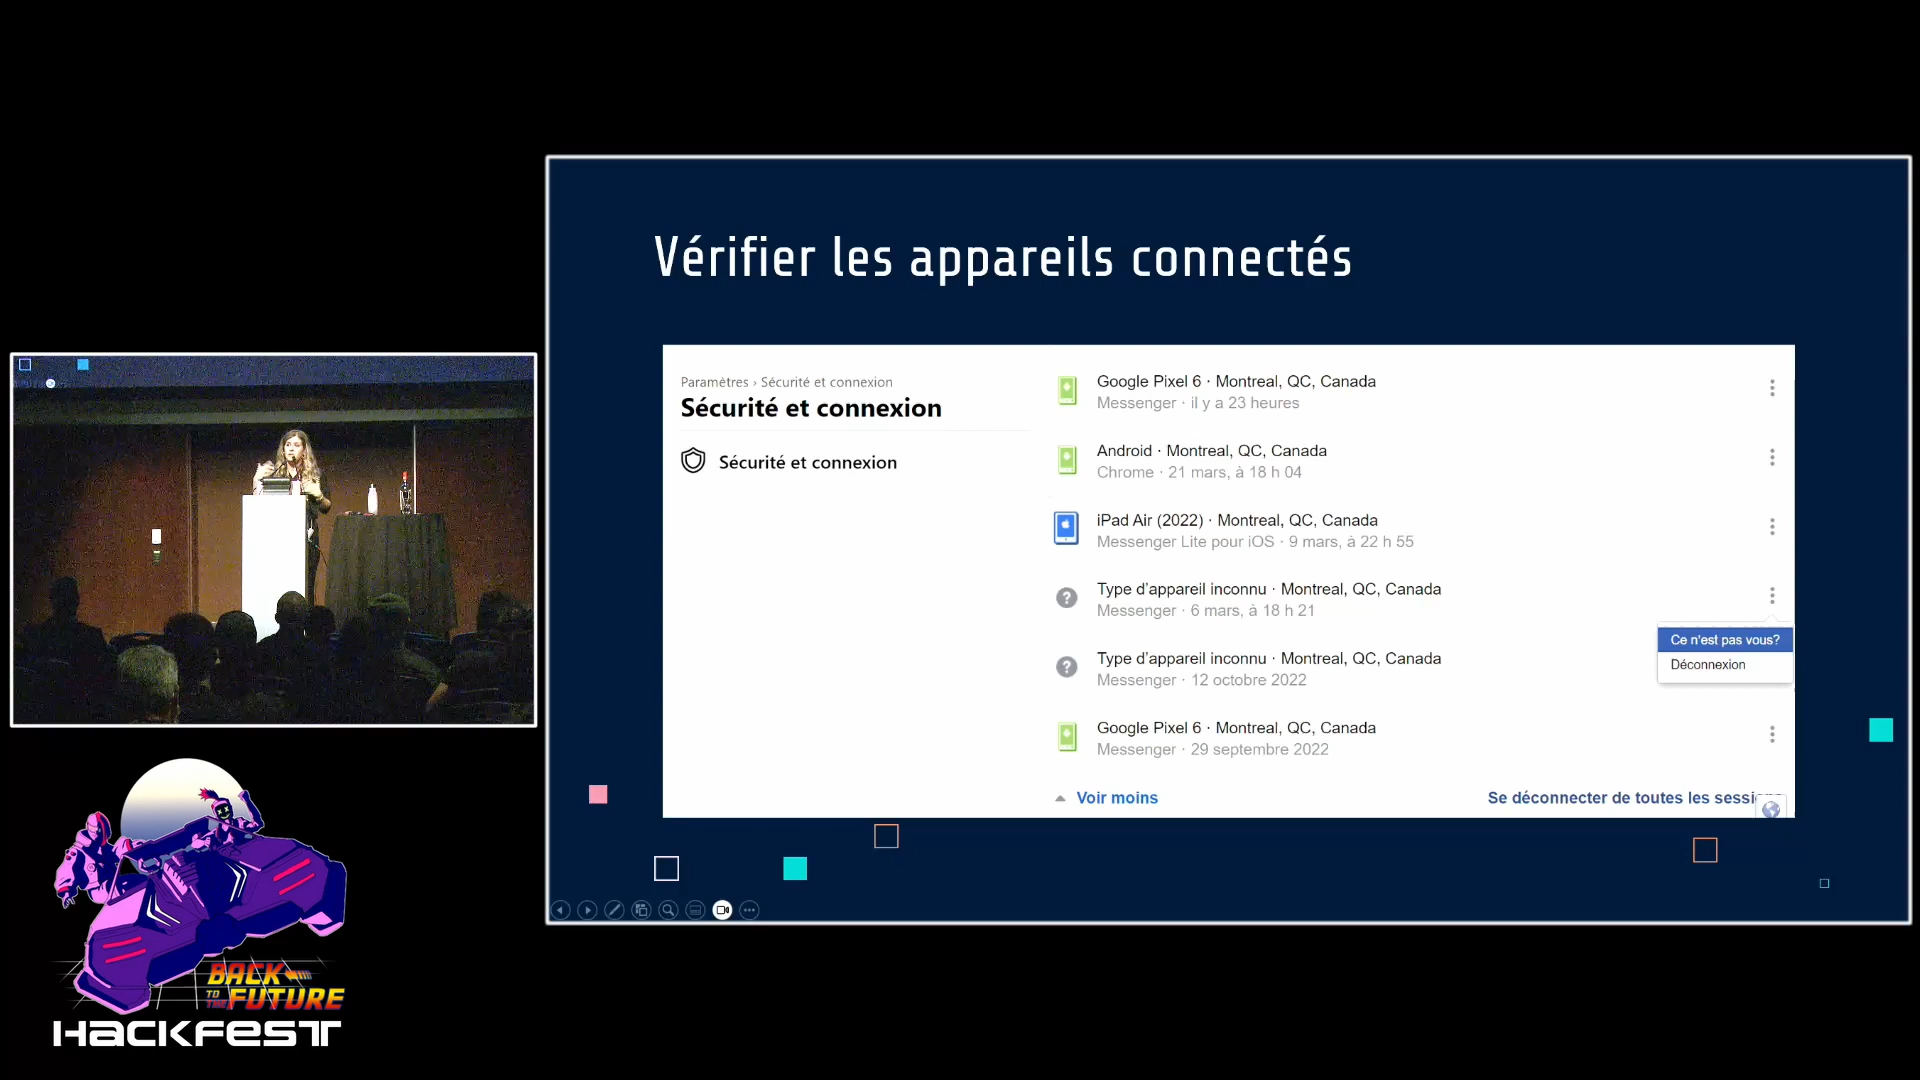 Vérifier les appareils connectés
Paramètres › Sécurité et connexion
Sécurité et connexion
Sécurité et connexion
Google Pixel 6 · Montreal, QC, Canada
Messenger · il y a 23 heures
Android · Montreal, QC, Canada
Chrome · 21 mars, à 18 h 04
iPad Air (2022) · Montreal, QC, Canada
Messenger Lite pour iOS · 9 mars, à 22 h 55
Type d'appareil inconnu · Montreal, QC, Canada
Messenger · 6 mars, à 18 h 21
Ce n'est pas vous?
Déconnexion
Type d'appareil inconnu · Montreal, QC, Canada
Messenger · 12 octobre 2022
Google Pixel 6 · Montreal, QC, Canada
Messenger · 29 septembre 2022
Voir moins
Se déconnecter de toutes les sessi
BACK
TO THE FUTURE
HACKFEST